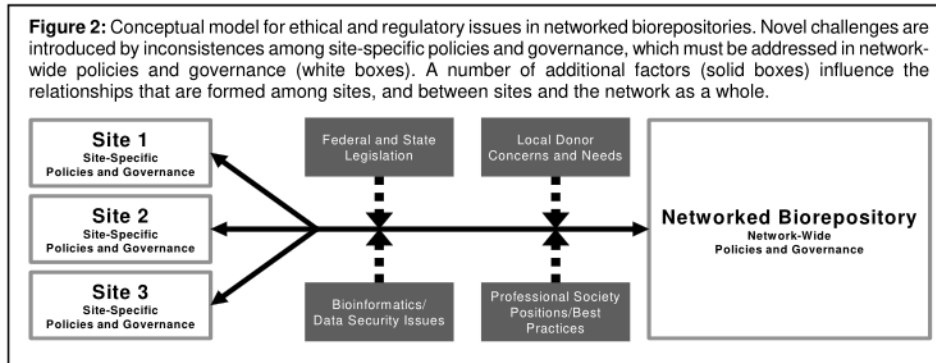 Figure 2: Conceptual model for ethical and regulatory issues in networked biorepositories. Novel challenges are
introduced by inconsistences among site-specific policies and governance, which must be addressed in network-
wide policies and governance (white boxes). A number of additional factors (solid boxes) influence the
relationships that are formed among sites, and between sites and the network as a whole.
Site 1
Site-Specific
Policies and Governance
Site 2
Site-Specific
Policies and Governance
Site 3
Site-Specific
Policies and Governance
Federal and State
Legislation
Local Donor
Concerns and Needs
Bioinformatics/
Data Security Issues
Professional Society
Positions/Best
Practices
Networked Biorepository
Network-Wide
Policies and Governance